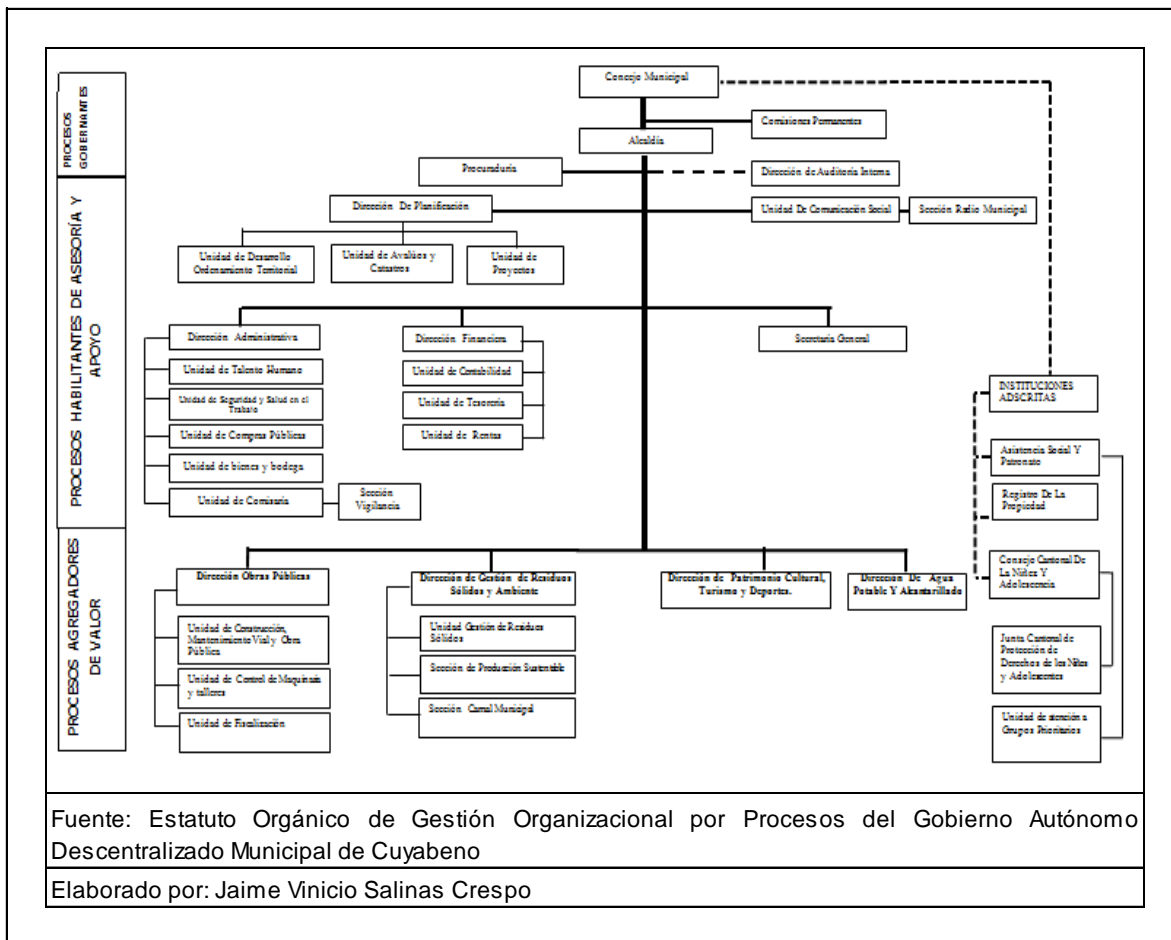 PROCESOS
GOBERNANTES
Concejo Municipal
Comisiones Permanentes
Alcaldía
PROCESOS HABILITANTES DE ASESORÍA Y
APOYO
Procuraduría
Dirección de Auditoria Interna
Dirección De Planificación
Unidad De Comunicación Social
Sección Radio Municipal
Unidad de Desarrollo
Ordenamiento Territorial
Unidad de Avalúos y
Catastros
Unidad de
Proyectos
Dirección Administrativa
Dirección Financiera
Secretaría General
Unidad de Talento Humano
Unidad de Seguridad y Salud en el
Trabajo
Unidad de Compras Públicas
Unidad de bienes y bodega
Unidad de Comisaría
Sección
Vigilancia
Unidad de Contabilidad
Unidad de Tesorería
Unidad de Rentas
INSTITUCIONES
ADSCRITAS
Asistencia Social Y
Patronato
Registro De La
Propiedad
Consejo Cantonal De
La Niñez Y
Adolescencia
Junta Cantonal de
Protección de
Derechos de los Niños
y Adolescentes
Unidad de atención a
Grupos Prioritarios
PROCESOS AGREGADORES
DE VALOR
Dirección Obras Públicas
Unidad de Construcción,
Mantenimiento Vial y Obra
Pública
Unidad de Control de Maquinaria
y talleres
Unidad de Fiscalización
Dirección de Gestión de Residuos
Sólidos y Ambiente
Unidad Gestión de Residuos
Sólidos
Sección de Producción Sustentable
Sección Camal Municipal
Dirección de Patrimonio Cultural,
Turismo y Deportes.
Dirección De Agua
Potable Y Alcantarillado
Fuente: Estatuto Orgánico de Gestión Organizacional por Procesos del Gobierno Autónomo
Descentralizado Municipal de Cuyabeno
Elaborado por: Jaime Vinicio Salinas Crespo